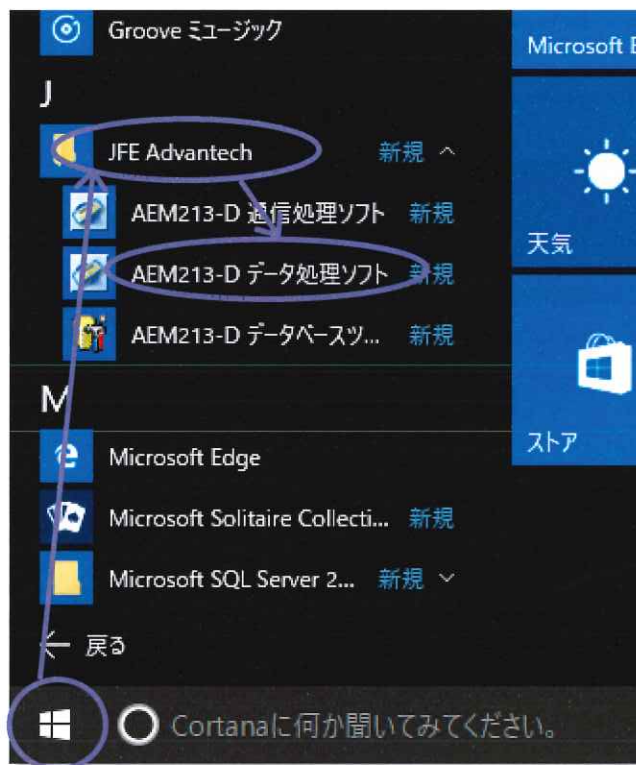 Groove ミュージック
Microsoft E
J
JFE Advantech 新規
AEM213-D 通信処理ソフト 新規
天気
AEM213-D データ処理ソフト 新規
AEM213-D データベースツ... 新規
M
ストア
Microsoft Edge
Microsoft Solitaire Collecti... 新規
Microsoft SQL Server 2... 新規
戻る
Cortanaに何か聞いてみてください。